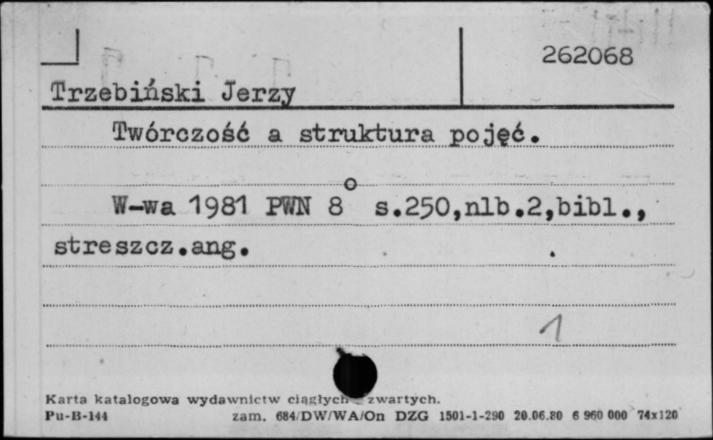 262068
Trzebiński Jerzy
Twórczość a struktura pojęć.
W-wa 1981 PWN 8° s.250,nlb.2,bibl.,
streszcz.ang.
1
Karta katalogowa wydawnictw ciągłych - zwartych.
Pu-B-144 zam. 684/DW/WA/On DZG 1501-1-290 20.06.80 6 960 000 74x120